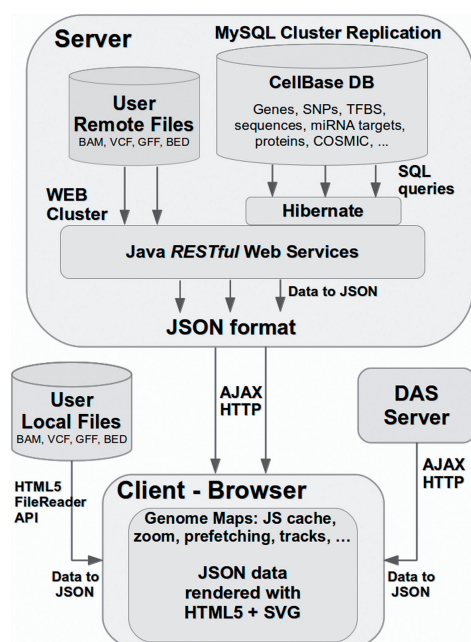 Server
MySQL Cluster Replication
User
Remote Files
BAM, VCF, GFF, BED
CellBase DB
Genes, SNPs, TFBS,
sequences, miRNA targets,
proteins, COSMIC, ...
WEB
Cluster
SQL
queries
Hibernate
Java RESTful Web Services
Data to JSON
JSON format
User
Local Files
BAM, VCF, GFF, BED
AJAX
HTTP
DAS
Server
HTML5
FileReader
API
AJAX
HTTP
Client - Browser
Genome Maps: JS cache,
zoom, prefetching, tracks, ...
Data to
JSON
JSON data
rendered with
HTML5 + SVG
Data to
JSON